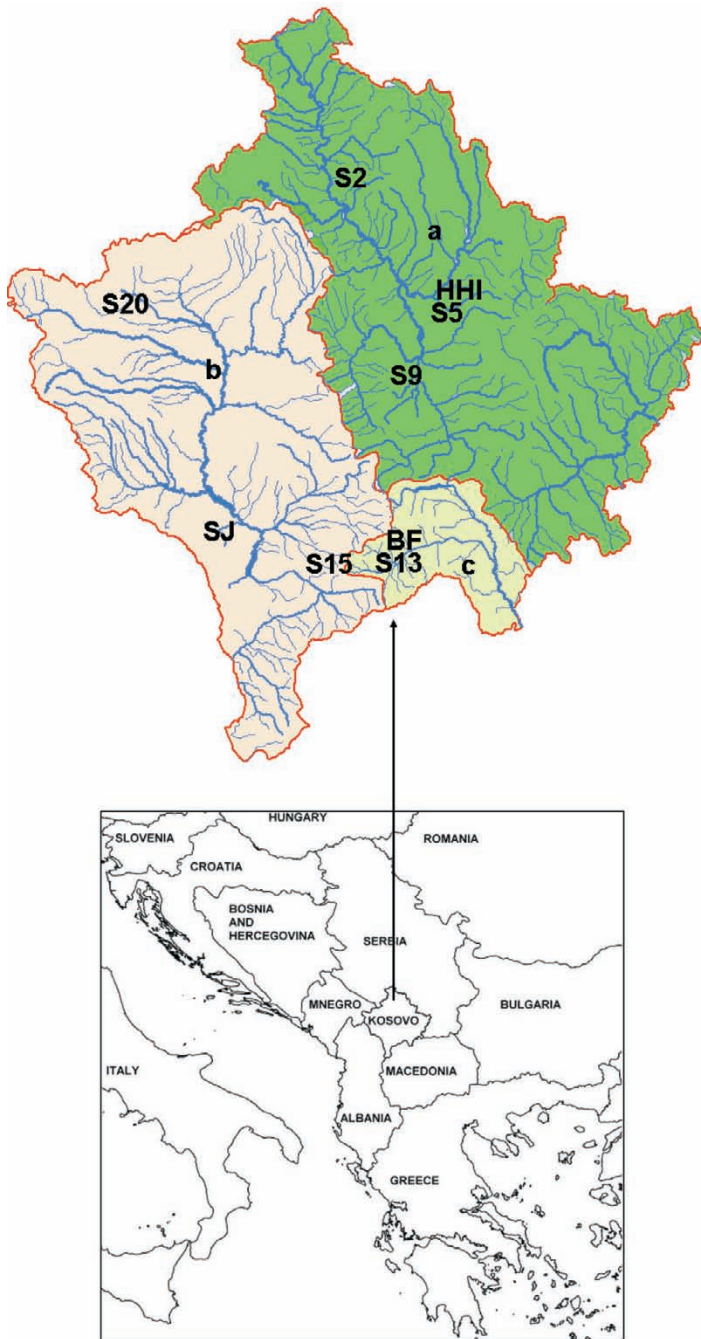 S2
a
HHI
S5
S20
b
S9
SJ
BF
S15
S13
c
HUNGARY
SLOVENIA
ROMANIA
CROATIA
BOSNIA
AND
HERCEGOVINA
SERBIA
MNEGRO
BULGARIA
KOSOVO
ITALY
MACEDONIA
ALBANIA
GREECE